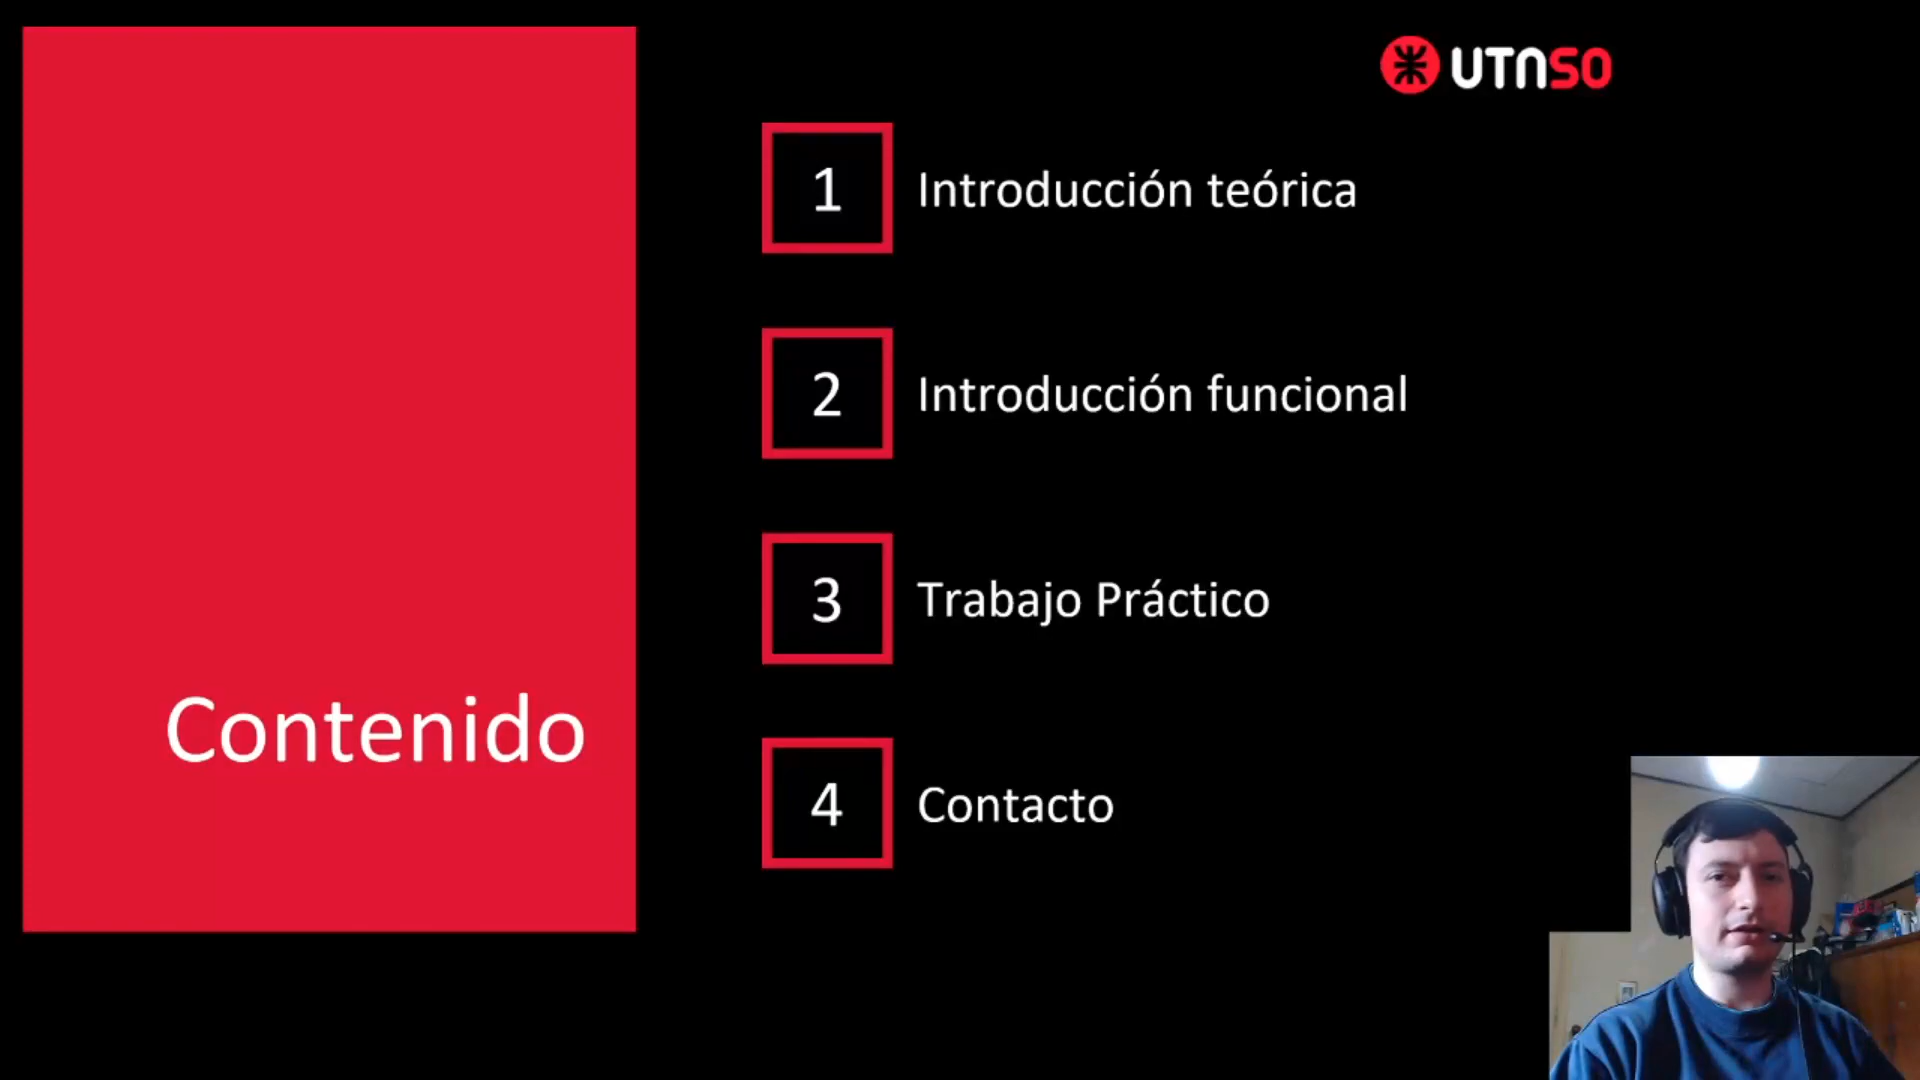 UTNSO
1 Introducción teórica
2 Introducción funcional
3 Trabajo Práctico
Contenido
4 Contacto